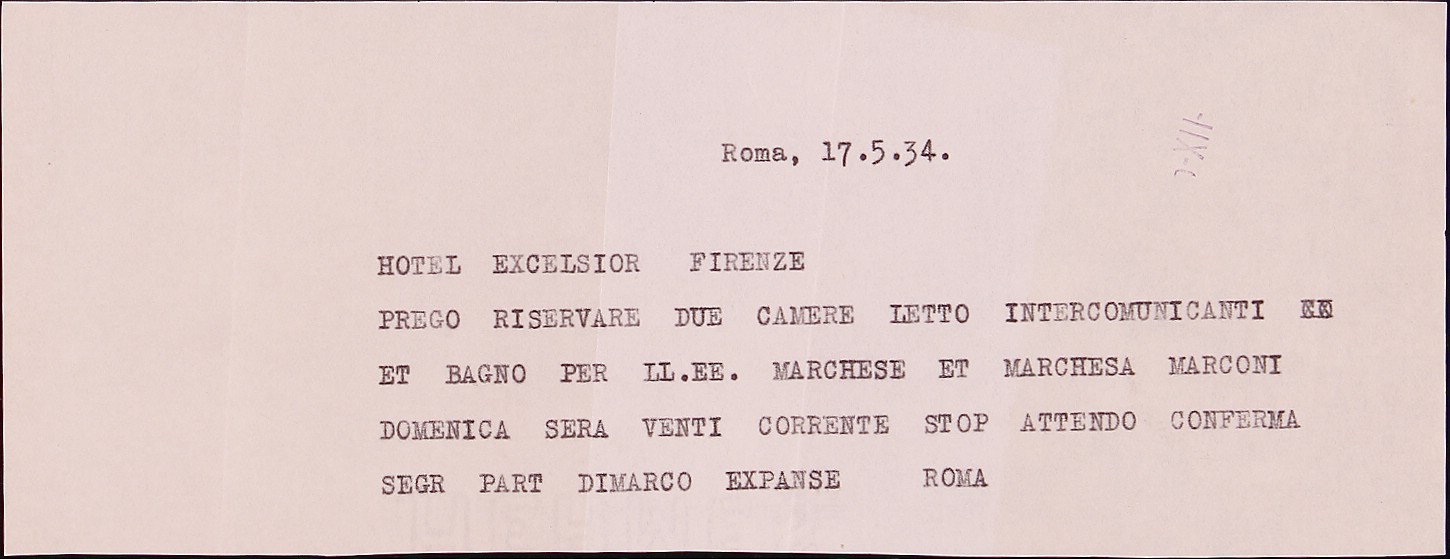 Roma, 17.5.34.
HOTEL EXCELSIOR FIRENZE
PREGO RISERVARE DUE CAMERE LETTO INTERCOMUNICANTI
ET BAGNO PER LL.EE. MARCHESE ET MARCHESA MARCONI
DOMENICA SERA VENTI CORRENTE STOP ATTENDO CONFERMA
SEGR PART DIMARCO EXPANSE ROMA